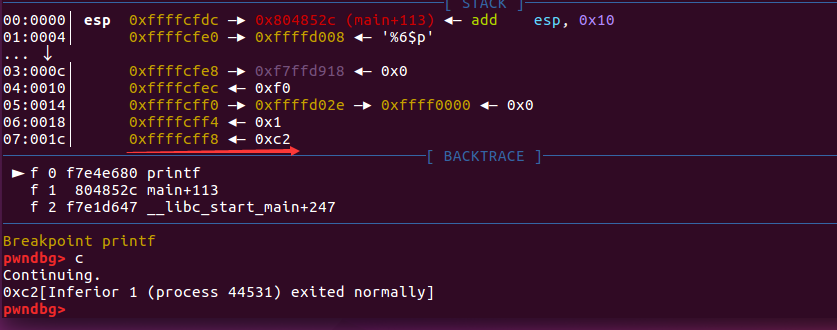 [ STACK ]
00:0000│ esp 0xffffcfdc —▸ 0x804852c (main+113) ◂— add esp, 0x10
01:0004│ 0xffffcfe0 —▸ 0xffffd008 ◂— '%6$p'
... ↓
03:000c│ 0xffffcfe8 —▸ 0xf7ffd918 ◂— 0x0
04:0010│ 0xffffcfec ◂— 0xf0
05:0014│ 0xffffcff0 —▸ 0xffffd02e —▸ 0xffff0000 ◂— 0x0
06:0018│ 0xffffcff4 ◂— 0x1
07:001c│ 0xffffcff8 ◂— 0xc2
[ BACKTRACE ]
► f 0 f7e4e680 printf
f 1 804852c main+113
f 2 f7e1d647 __libc_start_main+247
Breakpoint printf
pwndbg> c
Continuing.
0xc2[Inferior 1 (process 44531) exited normally]
pwndbg>